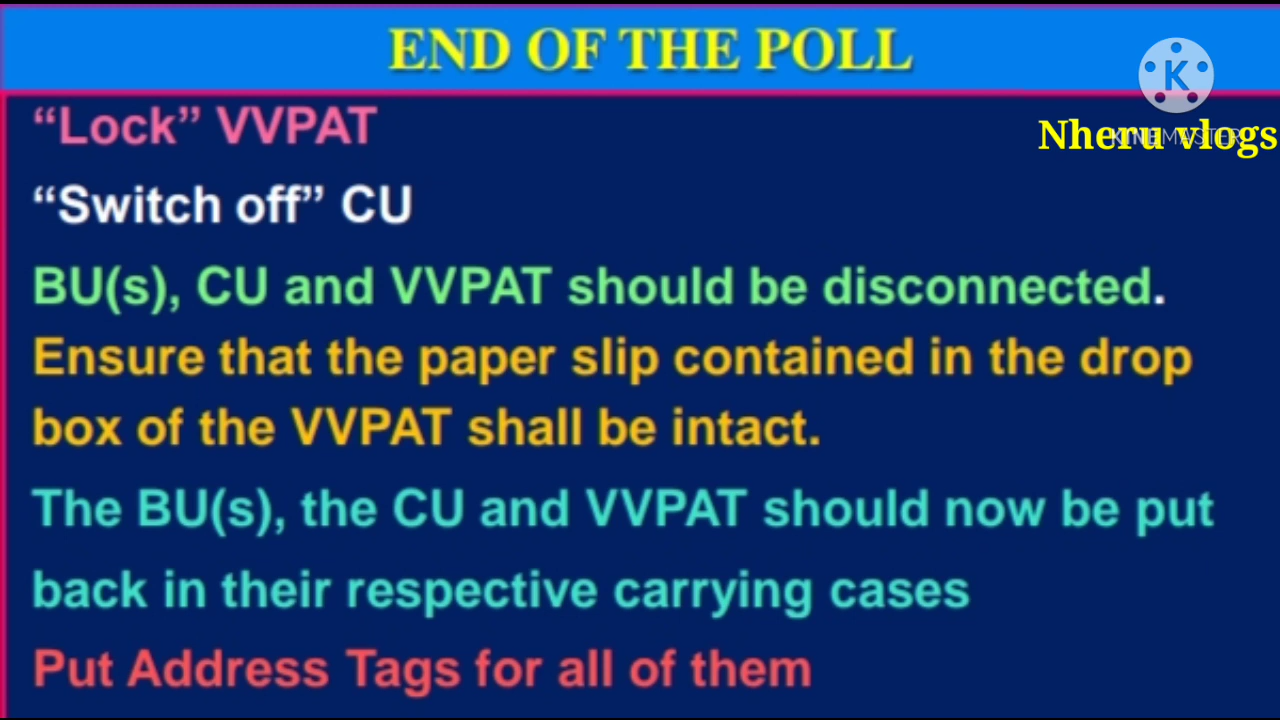 END OF THE POLL
K
KINEMASTER
Nheru vlogs
“Lock” VVPAT
“Switch off” CU
BU(s), CU and VVPAT should be disconnected.
Ensure that the paper slip contained in the drop
box of the VVPAT shall be intact.
The BU(s), the CU and VVPAT should now be put
back in their respective carrying cases
Put Address Tags for all of them